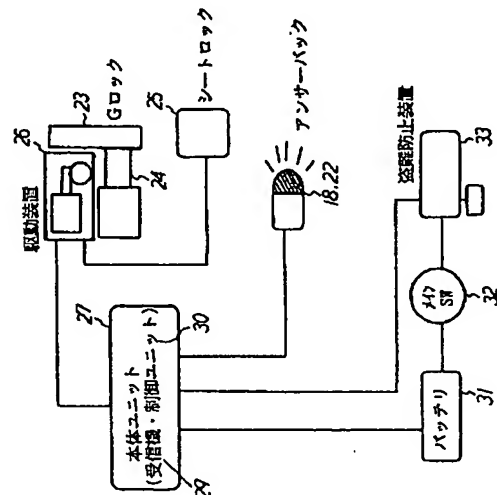 駆動装置
26
23
Gロック
24
シートロック
25
アンサーバック
18.22
27
本体ユニット
(受信機・制御ユニット)
29
30
盗難防止装置
33
メインSW
32
バッテリ
31